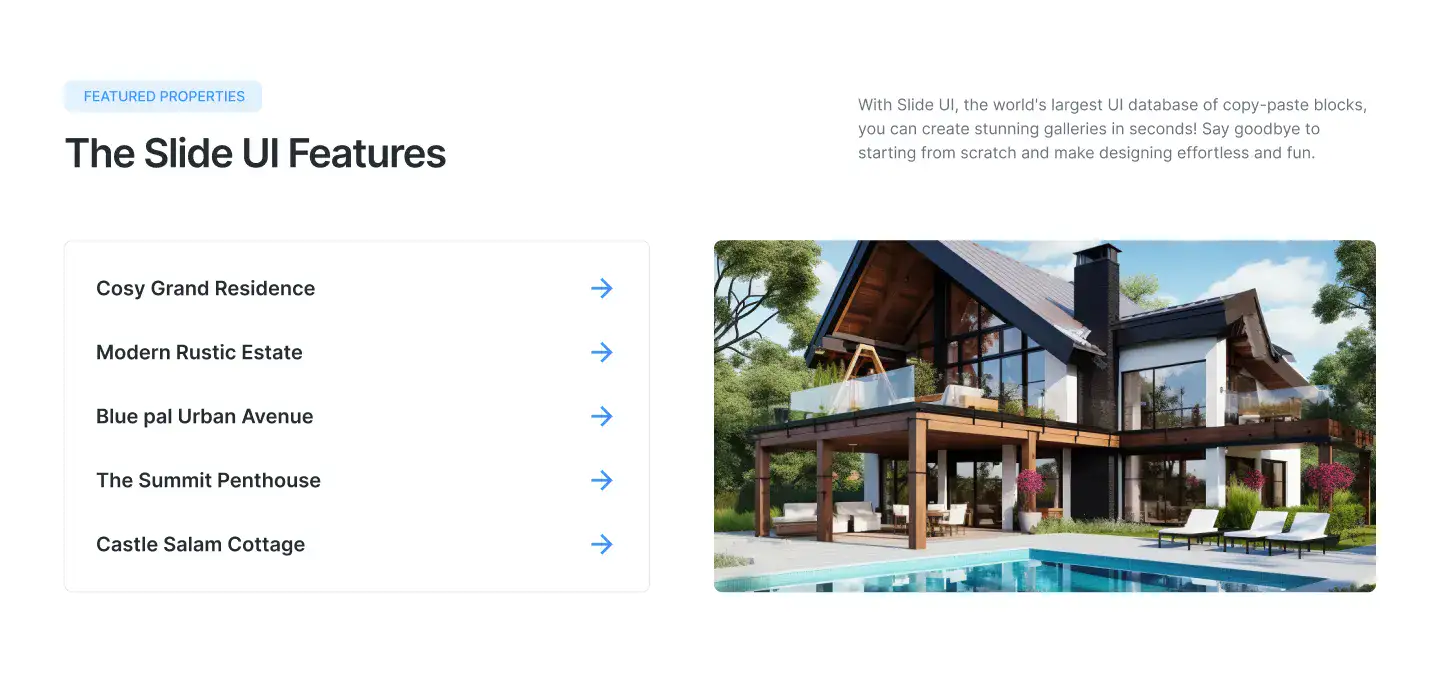 FEATURED PROPERTIES
The Slide UI Features
With Slide UI, the world's largest UI database of copy-paste blocks,
you can create stunning galleries in seconds! Say goodbye to
starting from scratch and make designing effortless and fun.
Cosy Grand Residence
Modern Rustic Estate
Blue pal Urban Avenue
The Summit Penthouse
Castle Salam Cottage